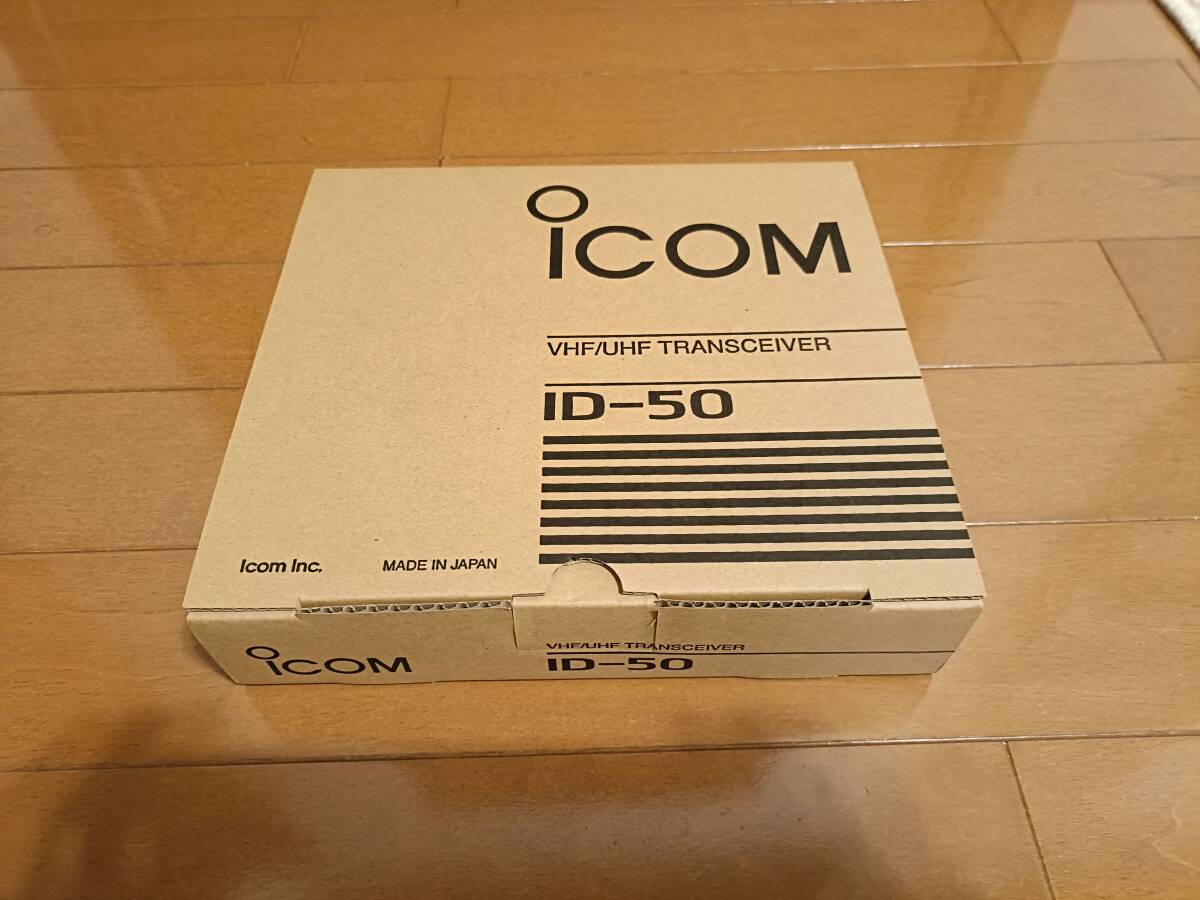 ICOM
VHF/UHF TRANSCEIVER
ID-50
Icom Inc.
MADE IN JAPAN
ICOM
VHF/UHF TRANSCEIVER
ID-50